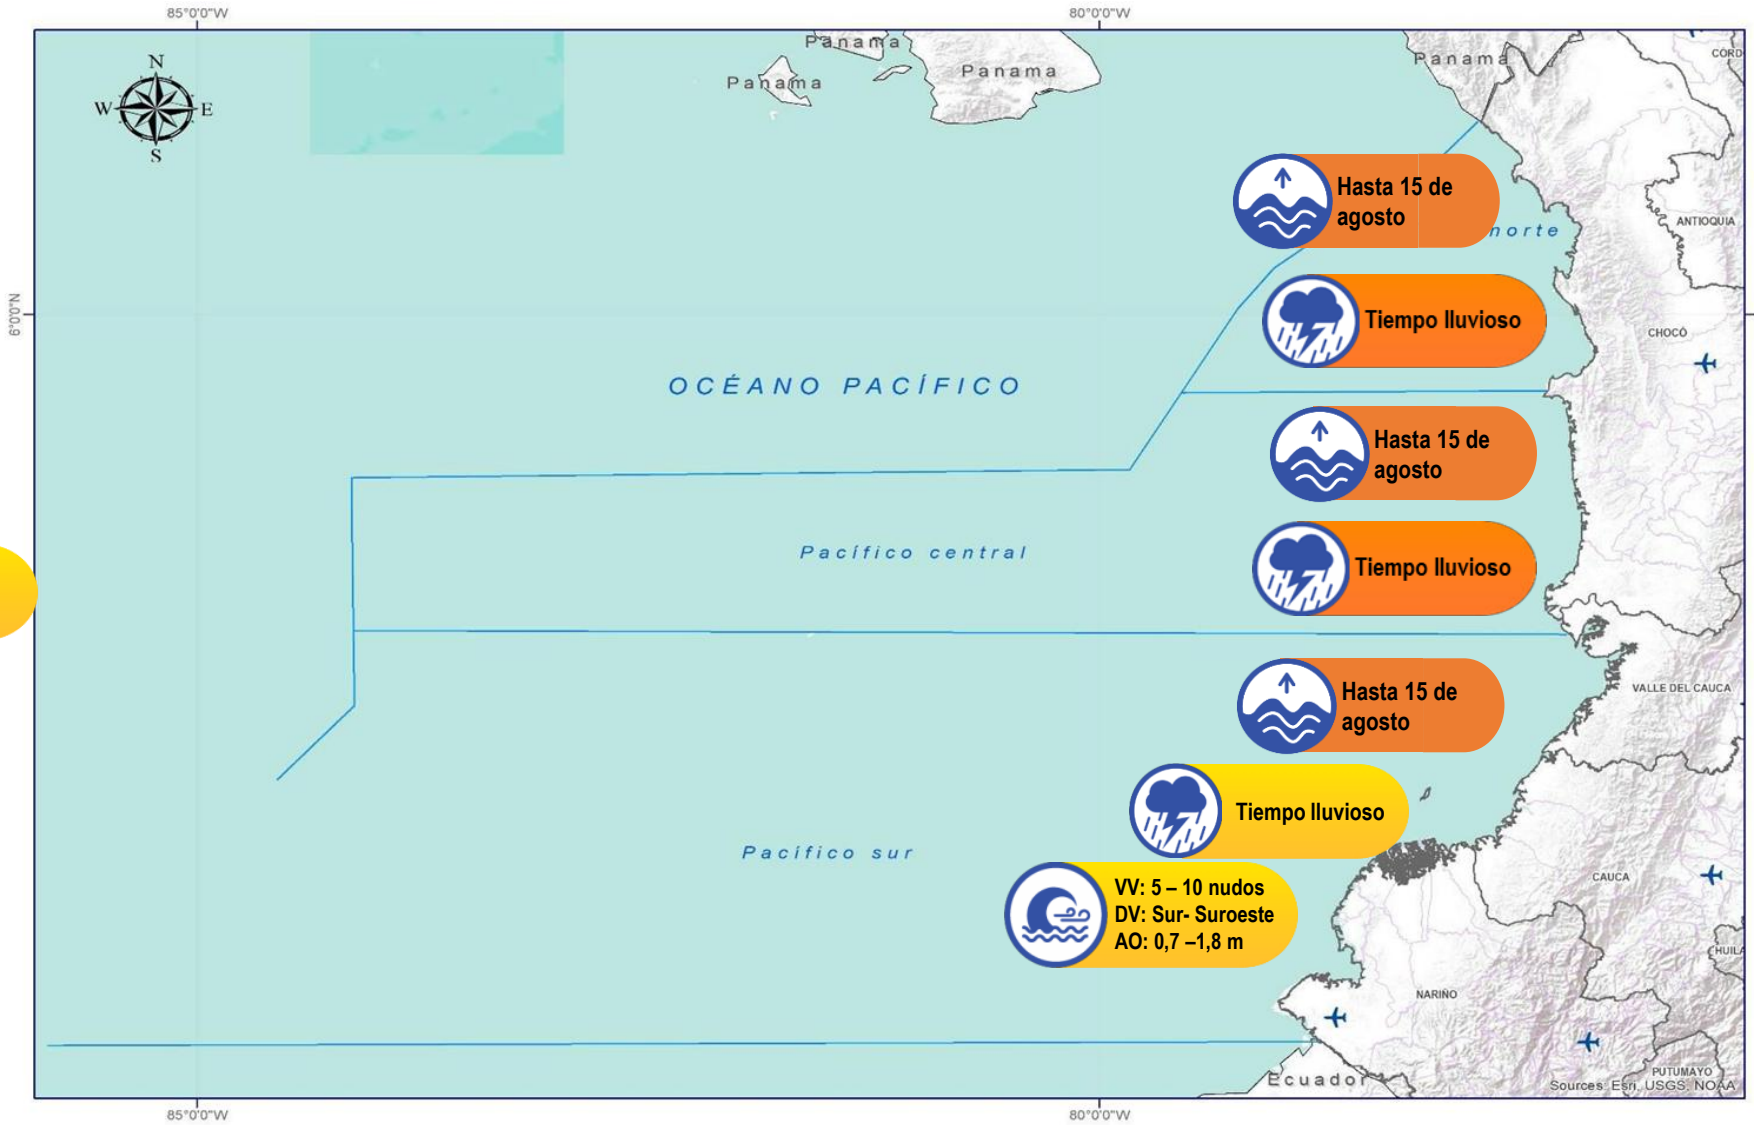 85°0'0"W
80°0'0"W
N
W
E
S
Panama
Panama
Panama
Panama
CORD
Hasta 15 de
agosto
norte
ANTIOQUIA
6°0'0"N
Tiempo lluvioso
CHOCÓ
OCÉANO PACÍFICO
Hasta 15 de
agosto
Pacífico central
Tiempo lluvioso
Hasta 15 de
agosto
VALLE DEL CAUCA
Tiempo lluvioso
Pacífico sur
CAUCA
VV: 5 – 10 nudos
DV: Sur- Suroeste
AO: 0,7 –1,8 m
HUILA
NARIÑO
Ecuador
PUTUMAYO
Sources: Esri, USGS, NOAA
85°0'0"W
80°0'0"W